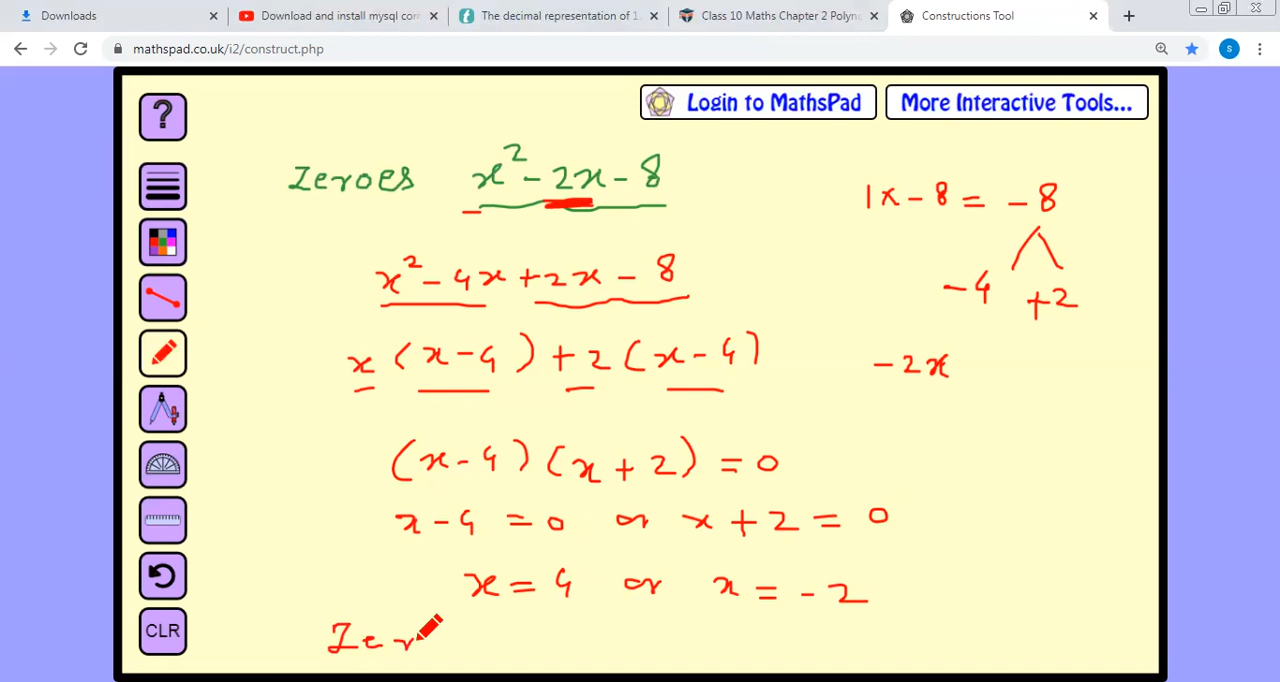 Downloads
Download and install mysql con
The decimal representation of 1
Class 10 Maths Chapter 2 Polyn
Constructions Tool
mathspad.co.uk/i2/construct.php
S
?
Login to MathsPad
More Interactive Tools...
Zeroes x² - 2x - 8
1 x - 8 = - 8
x² - 4x + 2x - 8
- 4 + 2
x (x - 4) + 2 (x - 4)
- 2x
(x - 4) (x + 2) = 0
x - 4 = 0 or x + 2 = 0
x = 4 or x = - 2
Zer
CLR